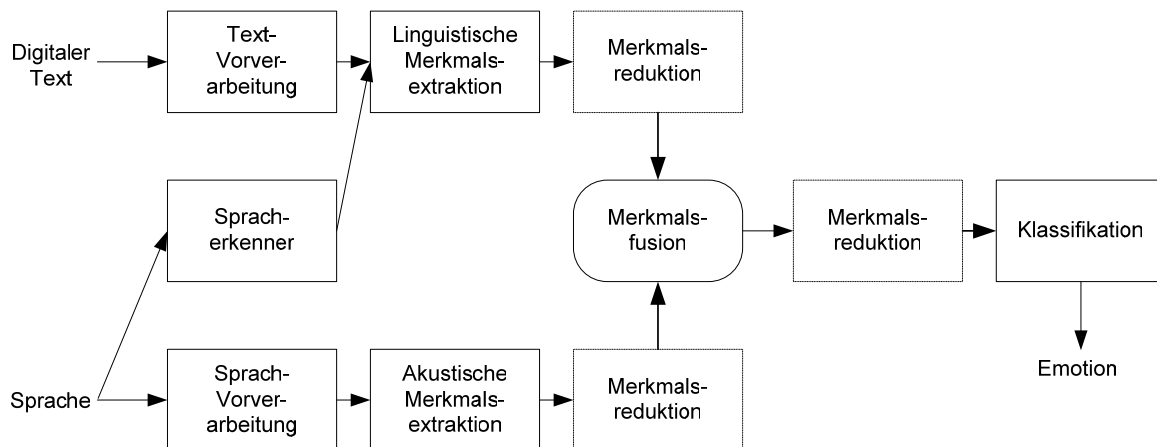 Digitaler
Text
Text-
Vorver-
arbeitung
Linguistische
Merkmals-
extraktion
Merkmals-
reduktion
Sprach-
erkenner
Merkmals-
fusion
Merkmals-
reduktion
Klassifikation
Emotion
Sprache
Sprach-
Vorver-
arbeitung
Akustische
Merkmals-
extraktion
Merkmals-
reduktion